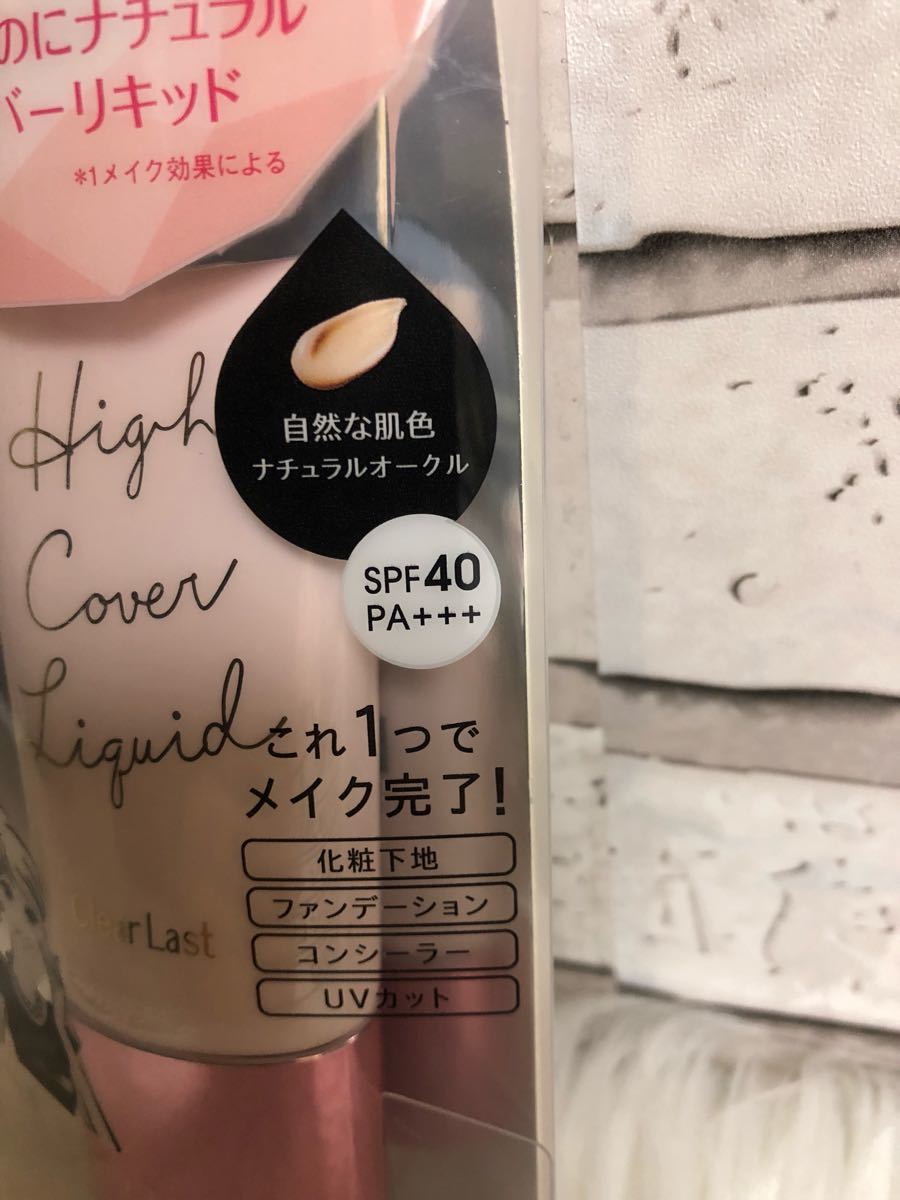 のにナチュラル
バーリキッド
*1メイク効果による
High
Cover
Liquid
自然な肌色
ナチュラルオークル
SPF40
PA+++
これ1つで
メイク完了!
化粧下地
ファンデーション
コンシーラー
UVカット
Clear Last